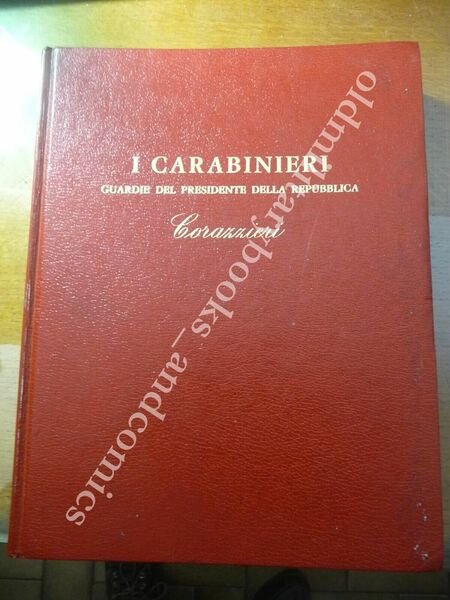 I CARABINIERI
GUARDIE DEL PRESIDENTE DELLA REPUBBLICA
Corazzieri
oldmilitarybooks_andcomics